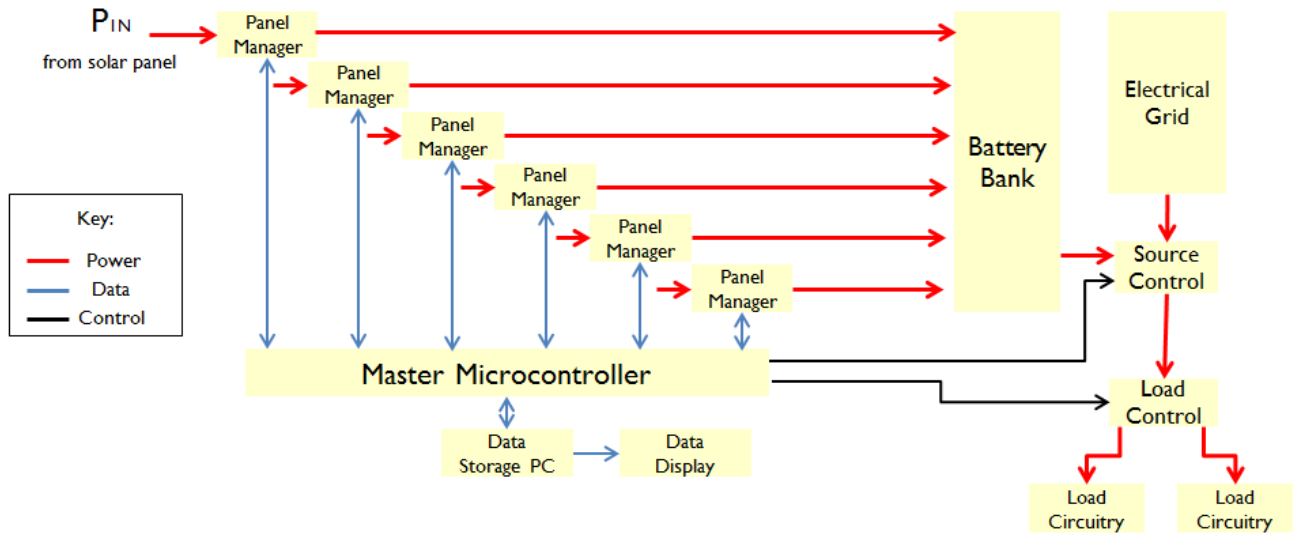 PIN
from solar panel
Panel
Manager
Panel
Manager
Panel
Manager
Panel
Manager
Panel
Manager
Panel
Manager
Battery
Bank
Electrical
Grid
Key:
Power
Data
Control
Source
Control
Master Microcontroller
Load
Control
Data
Storage PC
Data
Display
Load
Circuitry
Load
Circuitry